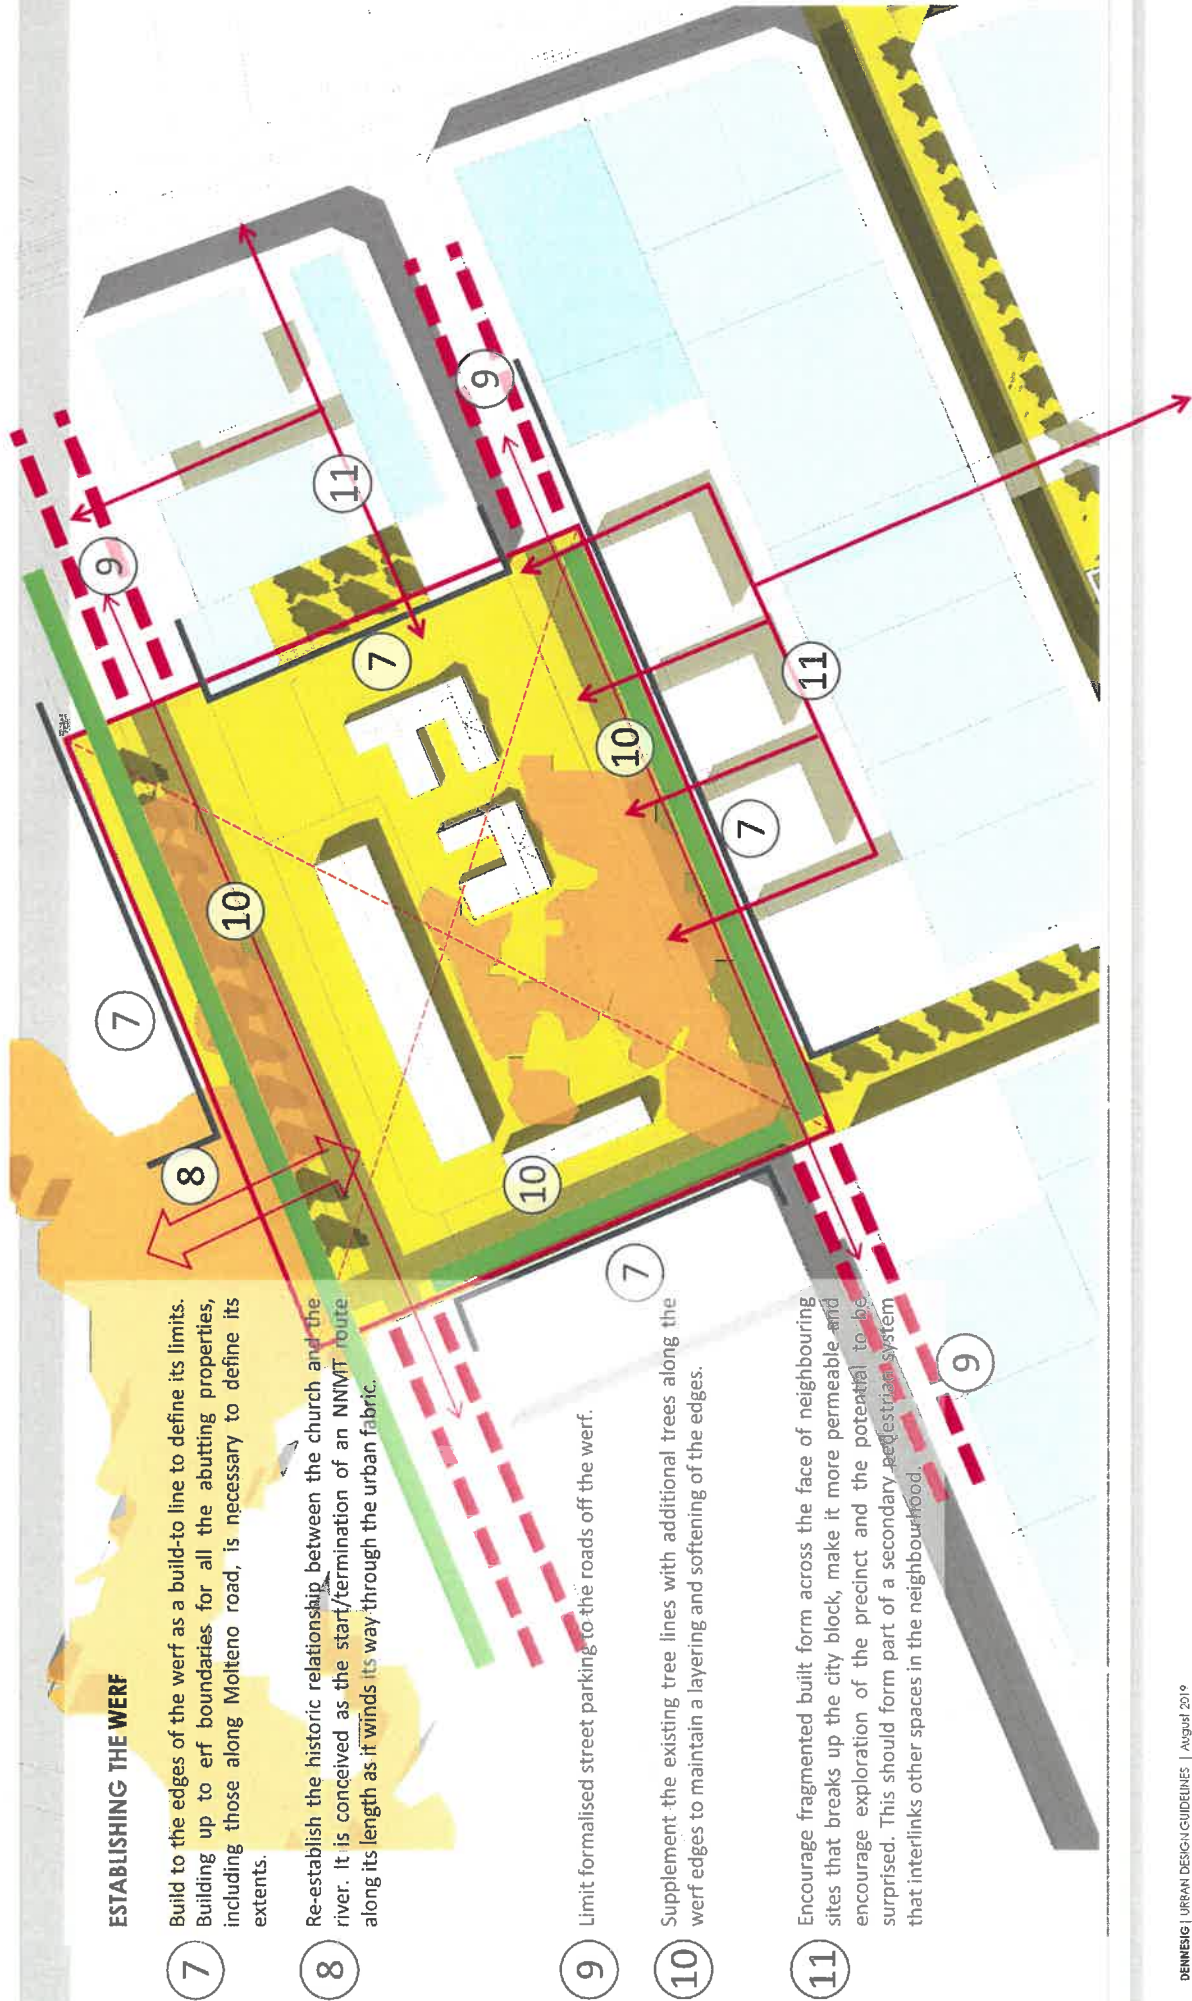 ESTABLISHING THE WERF
7
Build to the edges of the werf as a build-to line to define its limits.
Building up to erf boundaries for all the abutting properties,
including those along Molteno road, is necessary to define its
extents.
8
Re-establish the historic relationship between the church and the
river. It is conceived as the start/termination of an NNMT route
along its length as it winds its way through the urban fabric.
9
Limit formalised street parking to the roads off the werf.
10
Supplement the existing tree lines with additional trees along the
werf edges to maintain a layering and softening of the edges.
11
Encourage fragmented built form across the face of neighbouring
sites that breaks up the city block, make it more permeable and
encourage exploration of the precinct and the potential to be
surprised. This should form part of a secondary pedestrian system
that interlinks other spaces in the neighbourhood.
8
7
10
9
11
9
7
10
11
7
10
7
9
DENNESIG | URBAN DESIGN GUIDELINES | August 2019